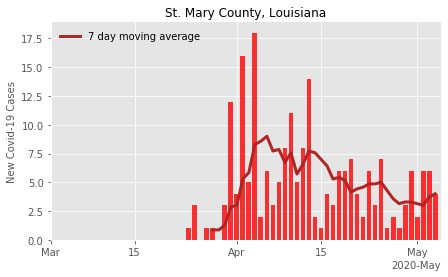 St. Mary County, Louisiana
7 day moving average
New Covid-19 Cases
17.5
15.0
12.5
10.0
7.5
5.0
2.5
0.0
Mar 15 Apr 15 May
2020-May